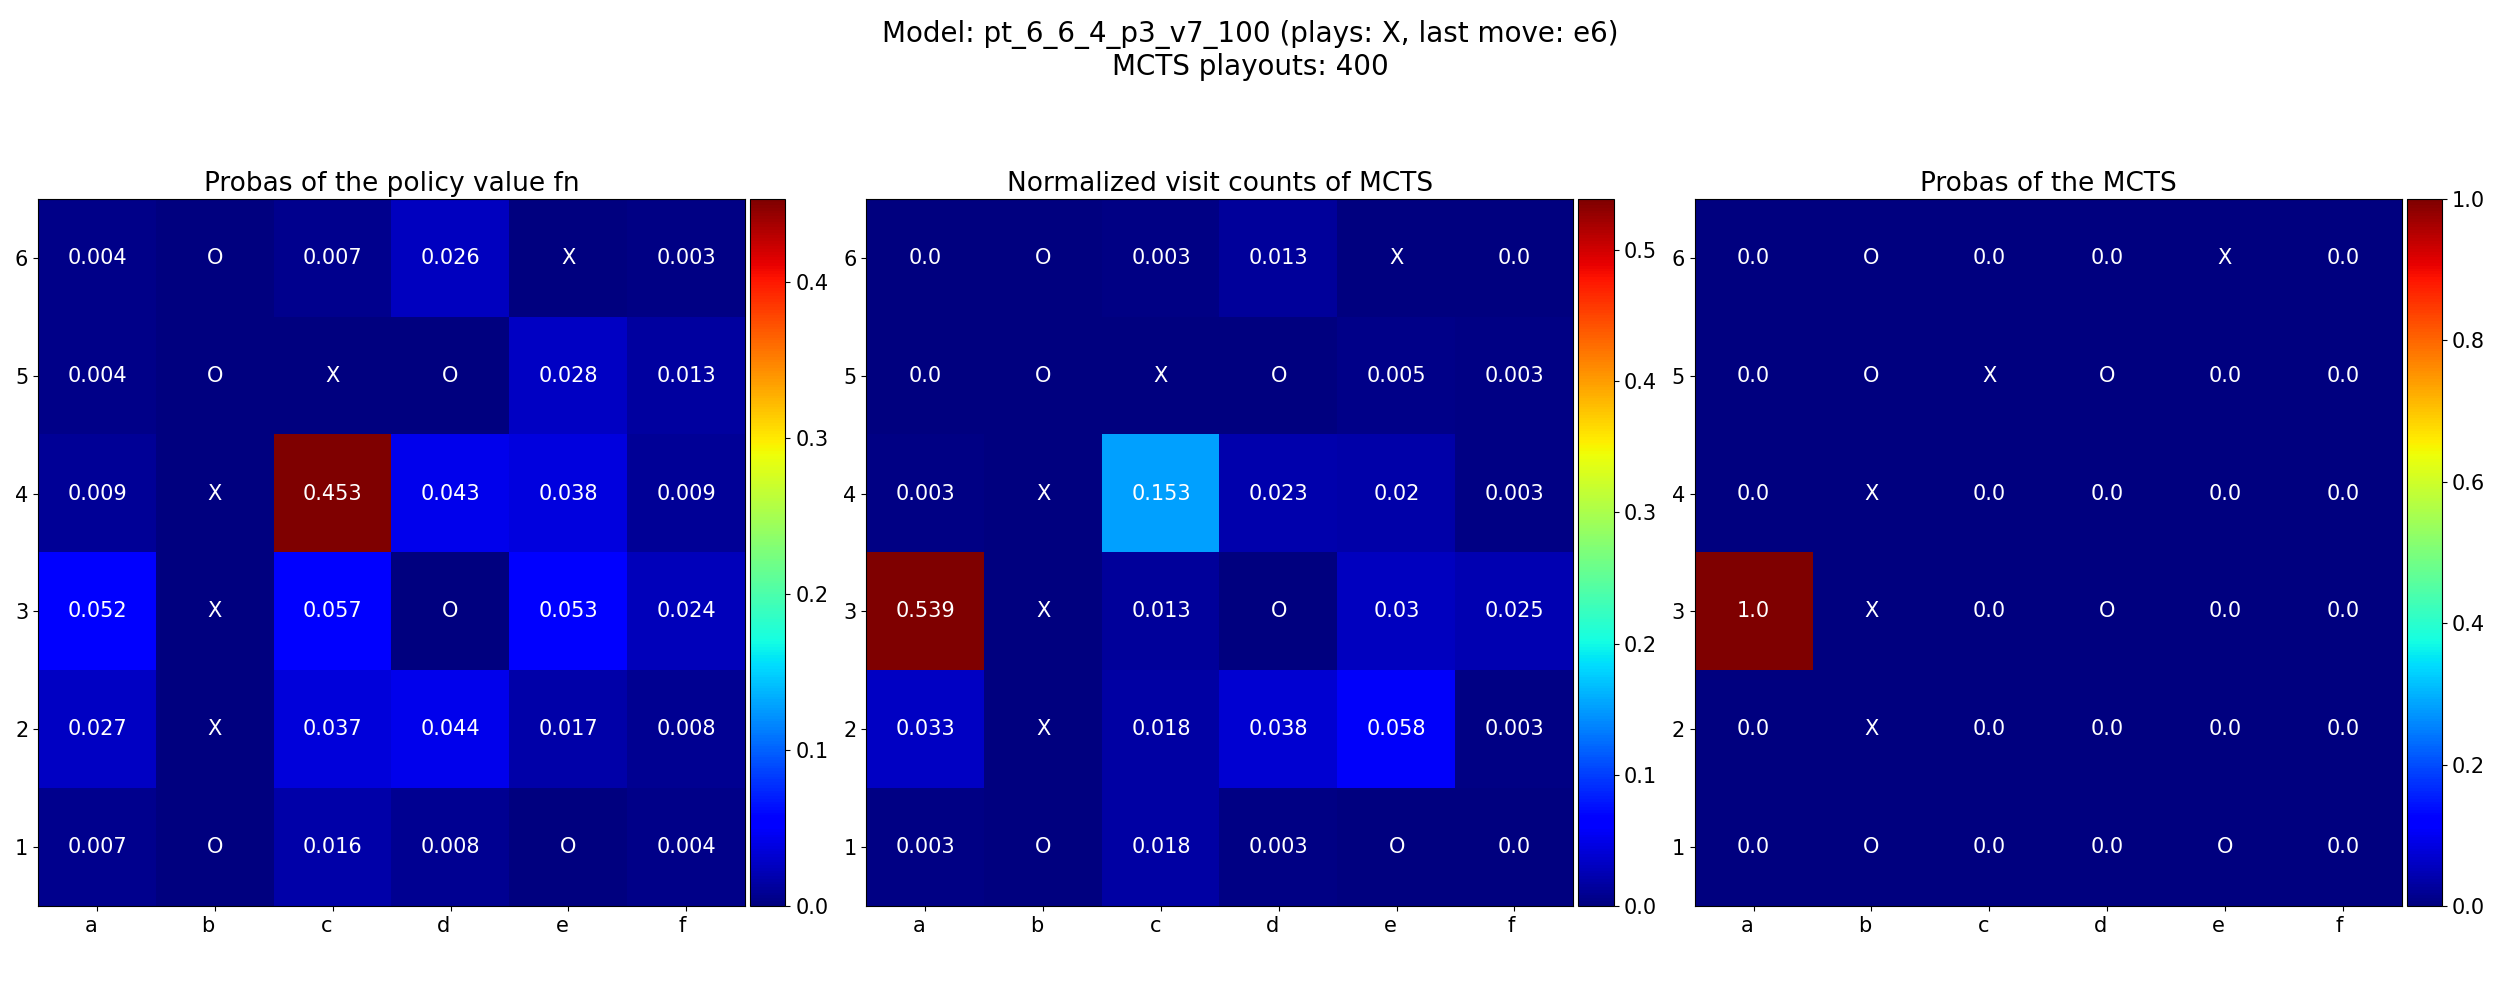 Model: pt_6_6_4_p3_v7_100 (plays: X, last move: e6)
MCTS playouts: 400
Probas of the policy value fn
6 0.004 O 0.007 0.026 X 0.003
5 0.004 O X O 0.028 0.013
4 0.009 X 0.453 0.043 0.038 0.009
3 0.052 X 0.057 O 0.053 0.024
2 0.027 X 0.037 0.044 0.017 0.008
1 0.007 O 0.016 0.008 O 0.004
a b c d e f
0.4
0.3
0.2
0.1
0.0
Normalized visit counts of MCTS
6 0.0 O 0.003 0.013 X 0.0
5 0.0 O X O 0.005 0.003
4 0.003 X 0.153 0.023 0.02 0.003
3 0.539 X 0.013 O 0.03 0.025
2 0.033 X 0.018 0.038 0.058 0.003
1 0.003 O 0.018 0.003 O 0.0
a b c d e f
0.5
0.4
0.3
0.2
0.1
0.0
Probas of the MCTS
6 0.0 O 0.0 0.0 X 0.0
5 0.0 O X O 0.0 0.0
4 0.0 X 0.0 0.0 0.0 0.0
3 1.0 X 0.0 O 0.0 0.0
2 0.0 X 0.0 0.0 0.0 0.0
1 0.0 O 0.0 0.0 O 0.0
a b c d e f
1.0
0.8
0.6
0.4
0.2
0.0